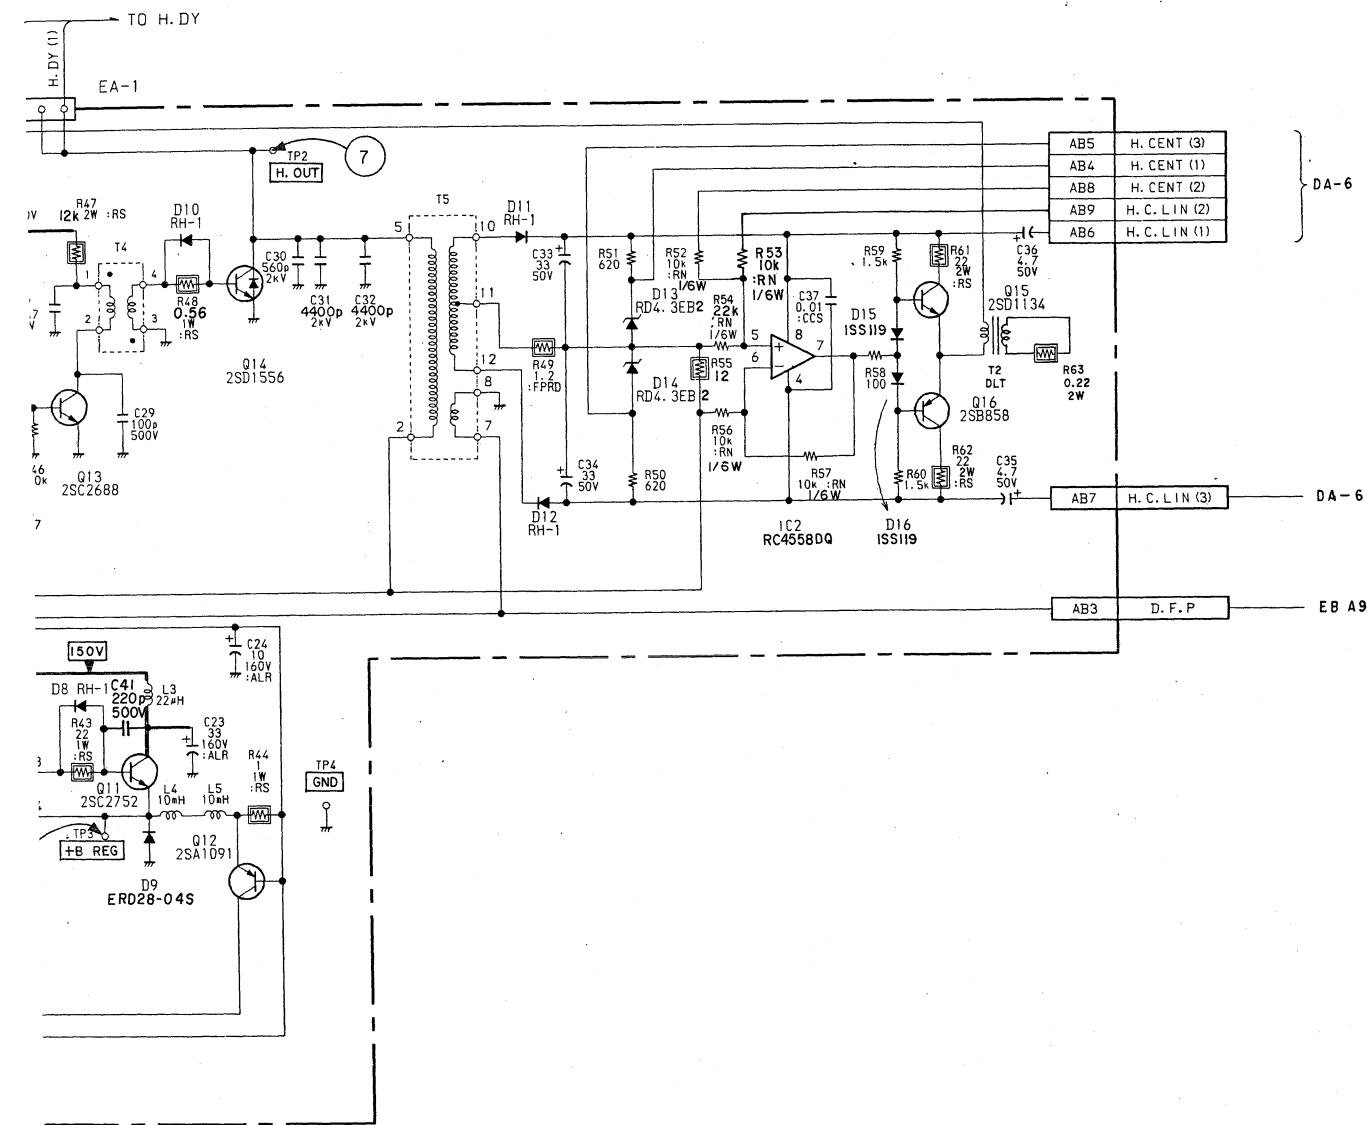 TO H. DY
H. DY (1)
EA-1
TP2
H. OUT
7
AB5 H. CENT (3)
AB4 H. CENT (1)
AB8 H. CENT (2)
AB9 H. C. LIN (2)
AB6 H. C. LIN (1)
DA-6
R47
12k 2W :RS
D10
RH-1
T4
1
4
2
3
R48
0.56
1W
:RS
Q14
2SD1556
C30
560p
2kV
C31
4400p
2kV
C32
4400p
2kV
C29
100p
500V
Q13
2SC2688
46
0k
7
T5
5
10
11
12
8
2
7
D11
RH-1
C33
33
50V
R49
1.2
:FPRD
C34
33
50V
D12
RH-1
R51
620
D13
RD4.3EB2
D14
RD4.3EB2
R50
620
R52
10k
:RN
1/6W
R53
10k
:RN
1/6W
R54
22k
:RN
1/6W
R55
12
R56
10k
:RN
1/6W
C37
0.01
:CCS
5
6
8
7
4
+
−
R57
10k :RN
1/6W
IC2
RC4558DQ
R59
1.5k
D15
1SS119
R58
100
R60
1.5k
D16
1SS119
R61
22
2W
:RS
Q15
2SD1134
Q16
2SB858
R62
22
2W
:RS
C36
4.7
50V
C35
4.7
50V
T2
DLT
R63
0.22
2W
AB7 H. C. LIN (3)
DA-6
AB3 D. F. P
EB A9
150V
C24
10
160V
:ALR
D8 RH-1
C41
220p
500V
L3
22μH
R43
22
1W
:RS
C23
33
160V
:ALR
Q11
2SC2752
L4
10mH
L5
10mH
R44
1
1W
:RS
TP4
GND
TP3
+B REG
D9
ERD28-04S
Q12
2SA1091